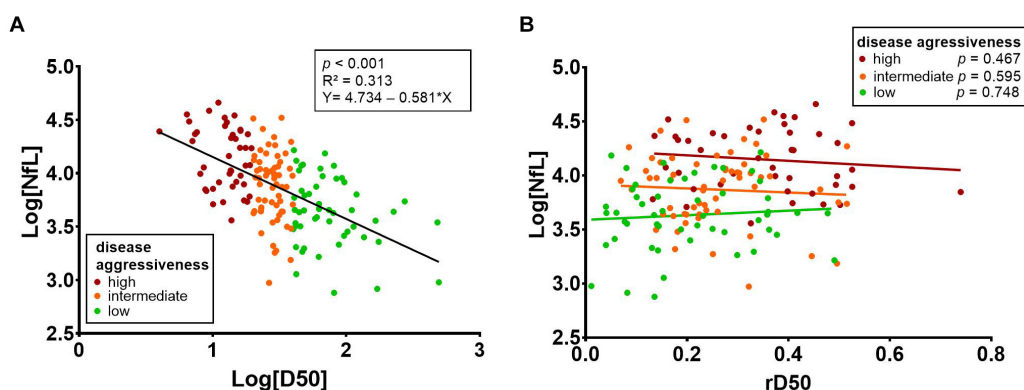 A
p < 0.001
R² = 0.313
Y= 4.734 – 0.581*X
5.0
4.5
4.0
3.5
3.0
2.5
Log[NfL]
disease
aggressiveness
high
intermediate
low
0 1 2 3
Log[D50]
B
disease agressiveness
high p = 0.467
intermediate p = 0.595
low p = 0.748
5.0
4.5
4.0
3.5
3.0
2.5
Log[NfL]
0.0 0.2 0.4 0.6 0.8
rD50